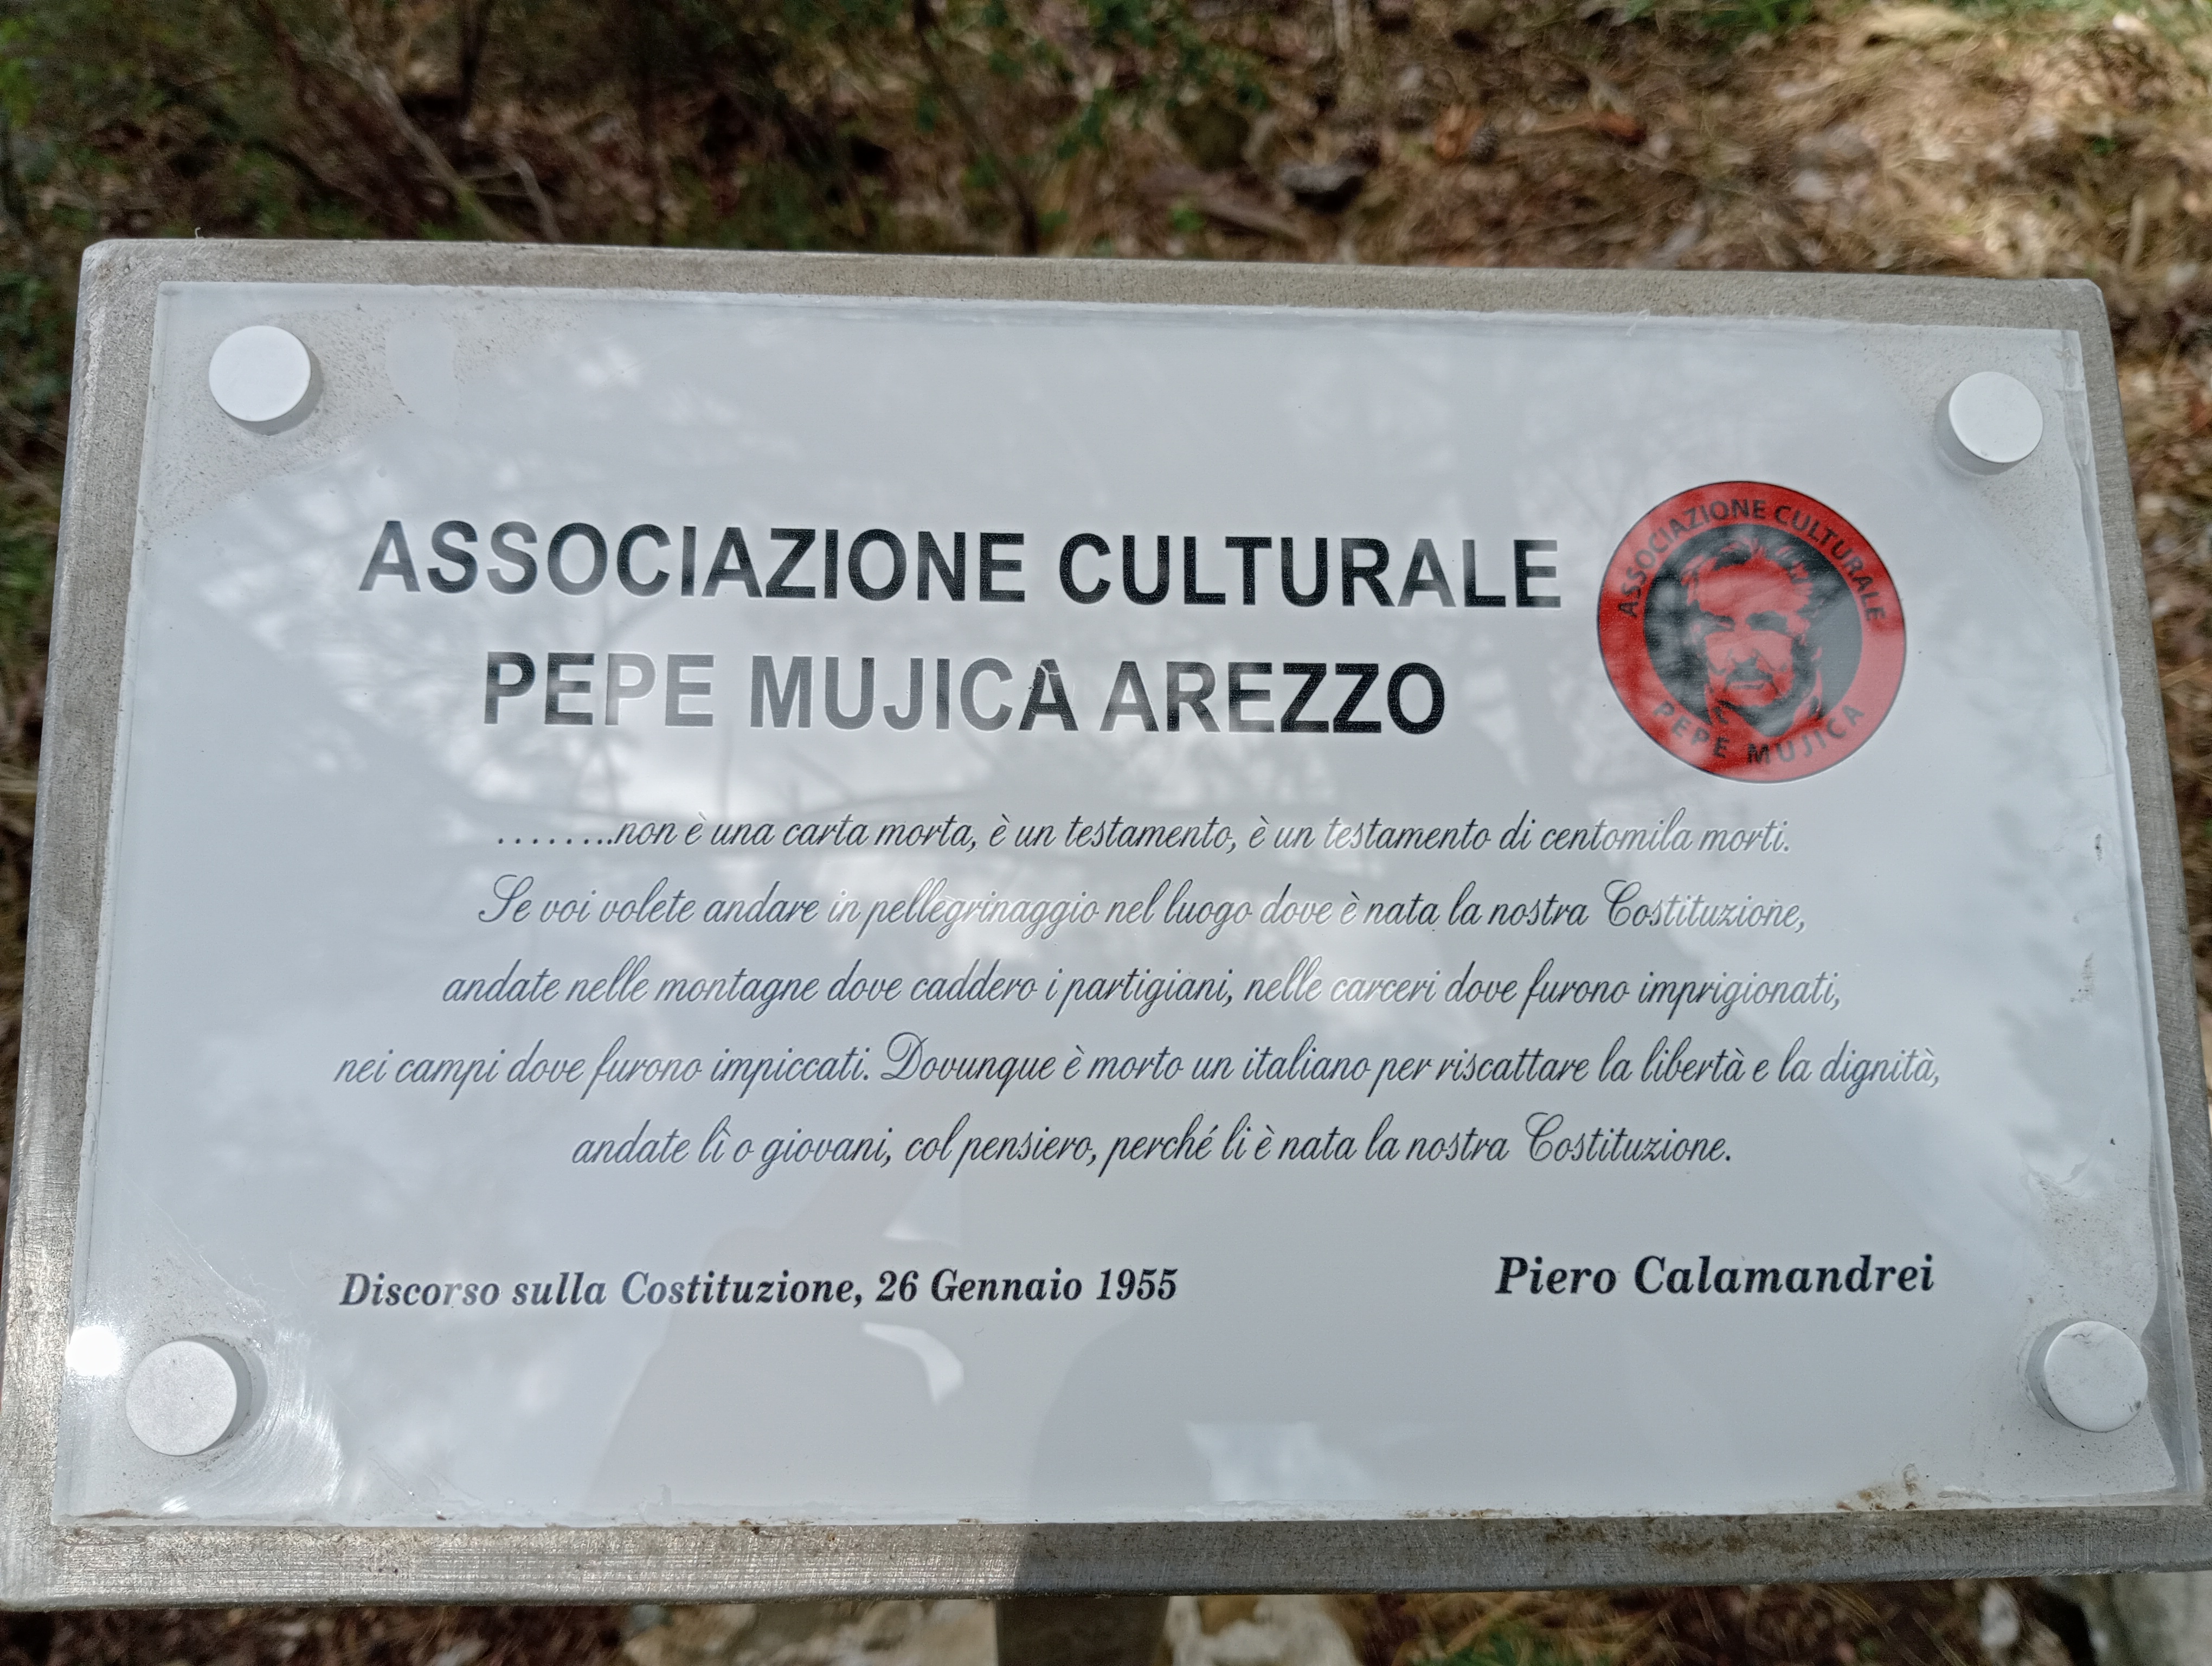 ASSOCIAZIONE CULTURALE
PEPE MUJICA AREZZO
ASSOCIAZIONE CULTURALE
PEPE MUJICA
........non è una carta morta, è un testamento, è un testamento di centomila morti.
Se voi volete andare in pellegrinaggio nel luogo dove è nata la nostra Costituzione,
andate nelle montagne dove caddero i partigiani, nelle carceri dove furono imprigionati,
nei campi dove furono impiccati. Dovunque è morto un italiano per riscattare la libertà e la dignità,
andate lì o giovani, col pensiero, perché li è nata la nostra Costituzione.
Discorso sulla Costituzione, 26 Gennaio 1955
Piero Calamandrei